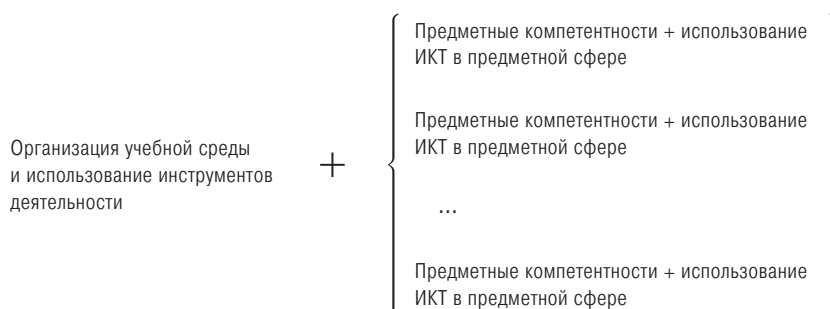 Предметные компетентности + использование
ИКТ в предметной сфере
Предметные компетентности + использование
ИКТ в предметной сфере
Организация учебной среды
и использование инструментов
деятельности
+
...
Предметные компетентности + использование
ИКТ в предметной сфере